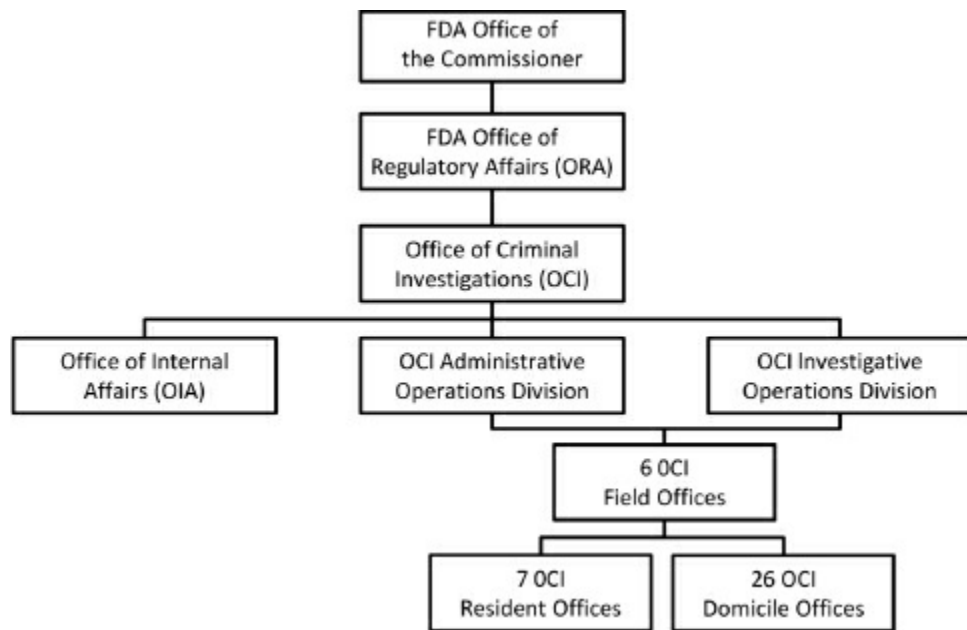 FDA Office of
the Commissioner
FDA Office of
Regulatory Affairs (ORA)
Office of Criminal
Investigations (OCI)
Office of Internal
Affairs (OIA)
OCI Administrative
Operations Division
OCI Investigative
Operations Division
6 0CI
Field Offices
7 0CI
Resident Offices
26 OCI
Domicile Offices